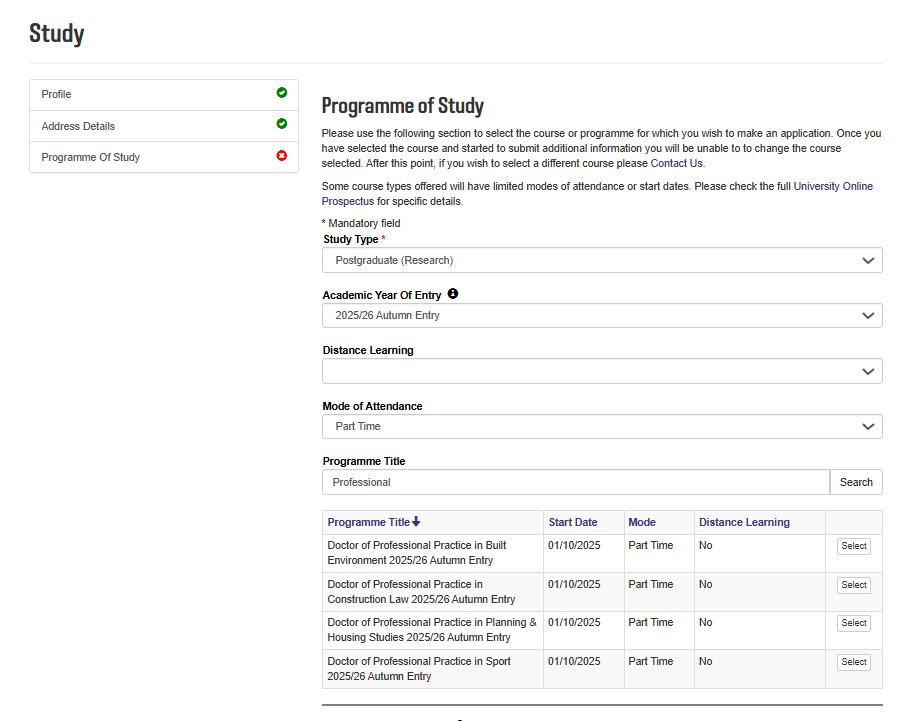 Study
Profile
Address Details
Programme Of Study
Programme of Study
Please use the following section to select the course or programme for which you wish to make an application. Once you
have selected the course and started to submit additional information you will be unable to to change the course
selected. After this point, if you wish to select a different course please Contact Us.
Some course types offered will have limited modes of attendance or start dates. Please check the full University Online
Prospectus for specific details.
* Mandatory field
Study Type *
Postgraduate (Research)
Academic Year Of Entry
2025/26 Autumn Entry
Distance Learning
Mode of Attendance
Part Time
Programme Title
Professional Search
Programme Title Start Date Mode Distance Learning
Doctor of Professional Practice in Built 01/10/2025 Part Time No Select
Environment 2025/26 Autumn Entry
Doctor of Professional Practice in 01/10/2025 Part Time No Select
Construction Law 2025/26 Autumn Entry
Doctor of Professional Practice in Planning & 01/10/2025 Part Time No Select
Housing Studies 2025/26 Autumn Entry
Doctor of Professional Practice in Sport 01/10/2025 Part Time No Select
2025/26 Autumn Entry